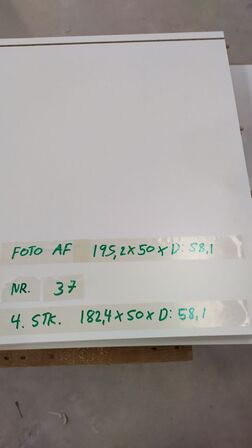 FOTO AF 195,2x50xD: 58,1
NR. 37
4. STK. 182,4x50xD: 58,1